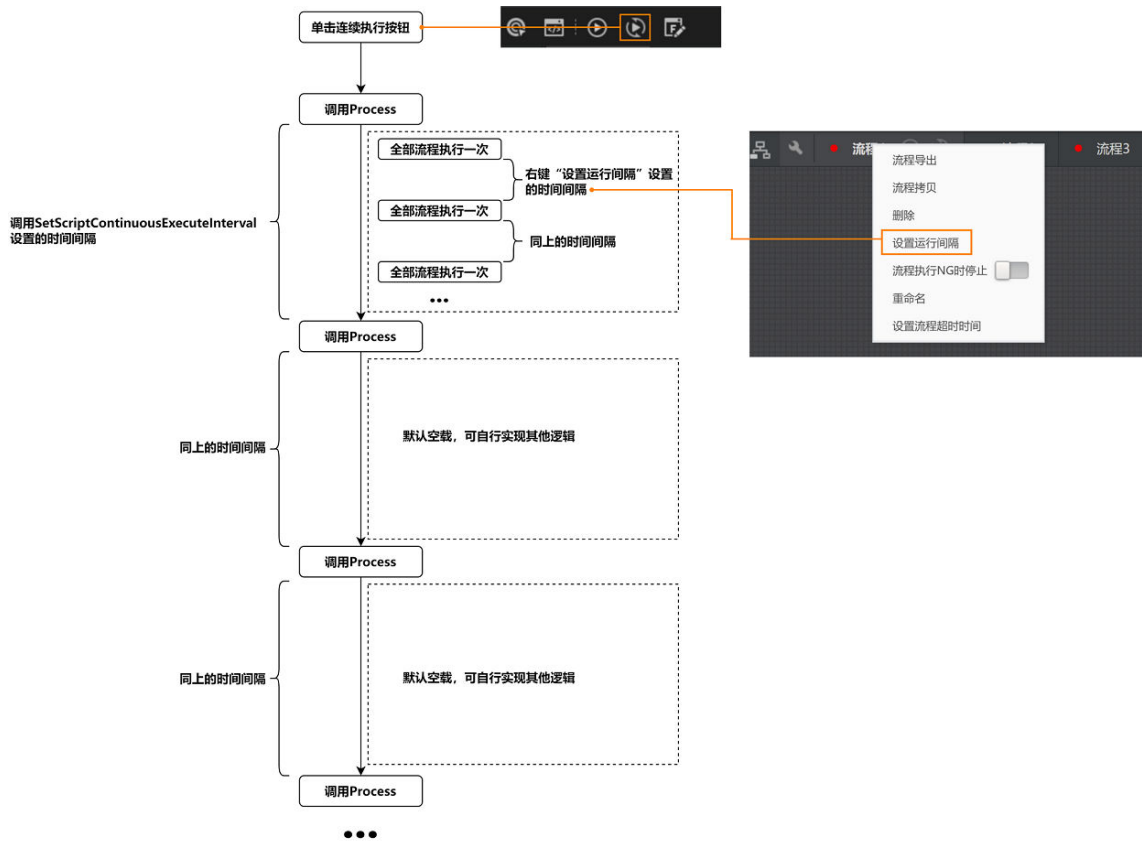 单击连续执行按钮
调用Process
调用SetScriptContinuousExecuteInterval
设置的时间间隔
全部流程执行一次
右键“设置运行间隔”设置
的时间间隔
全部流程执行一次
同上的时间间隔
全部流程执行一次
•••
流程
流程3
流程导出
流程拷贝
删除
设置运行间隔
流程执行NG时停止
重命名
设置流程超时时间
调用Process
同上的时间间隔
默认空载，可自行实现其他逻辑
调用Process
同上的时间间隔
默认空载，可自行实现其他逻辑
调用Process
•••